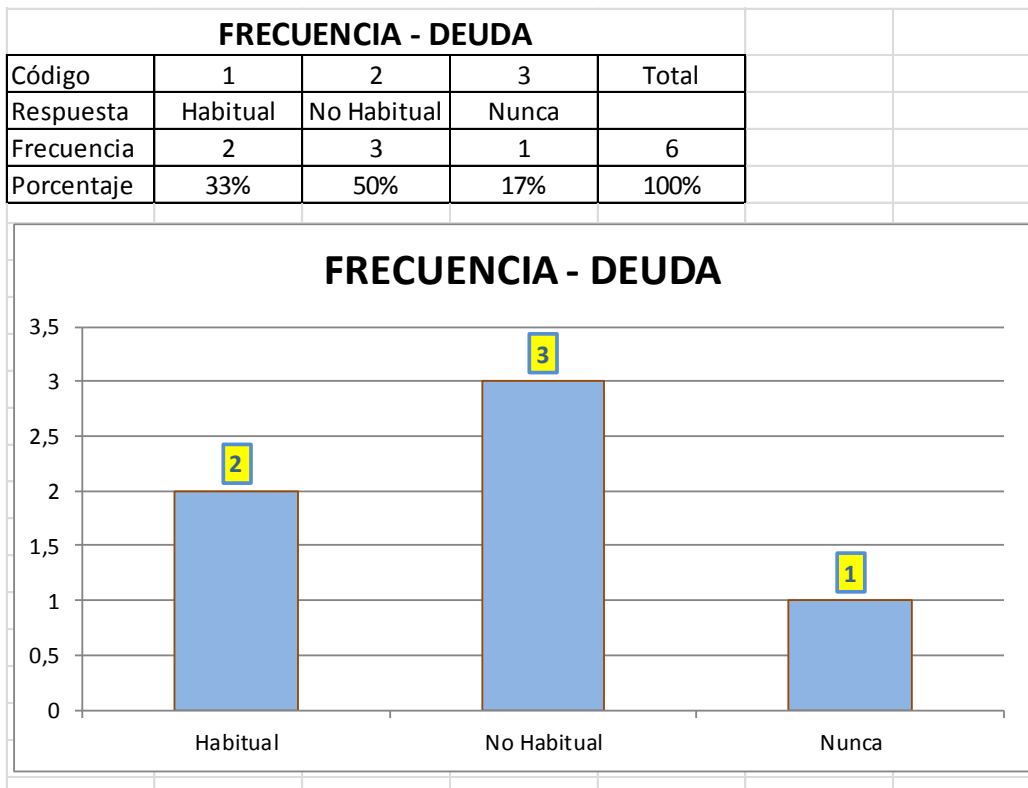 FRECUENCIA - DEUDA
Código 1 2 3 Total
Respuesta Habitual No Habitual Nunca
Frecuencia 2 3 1 6
Porcentaje 33% 50% 17% 100%
FRECUENCIA - DEUDA
3,5
3
2,5
2
1,5
1
0,5
0
2
3
1
Habitual No Habitual Nunca